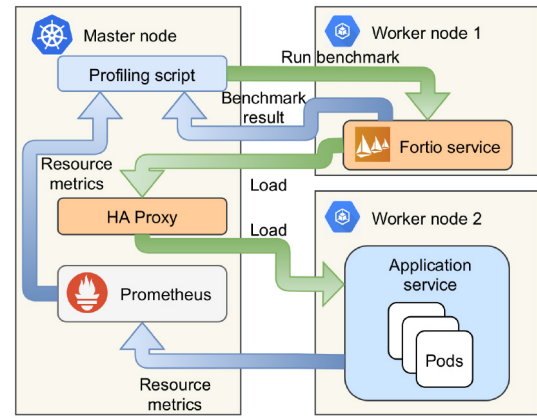 Master node
Worker node 1
Profiling script
Run benchmark
Benchmark
result
Fortio service
Resource
metrics
Load
HA Proxy
Load
Worker node 2
Application
service
Prometheus
Pods
Resource
metrics